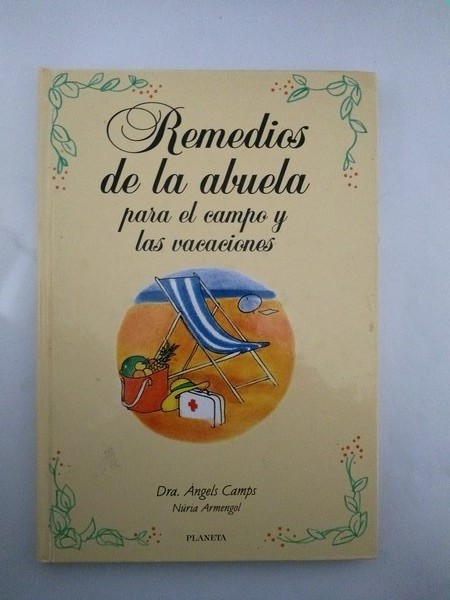 Remedios
de la abuela
para el campo y
las vacaciones
Dra. Àngels Camps
Núria Armengol
PLANETA